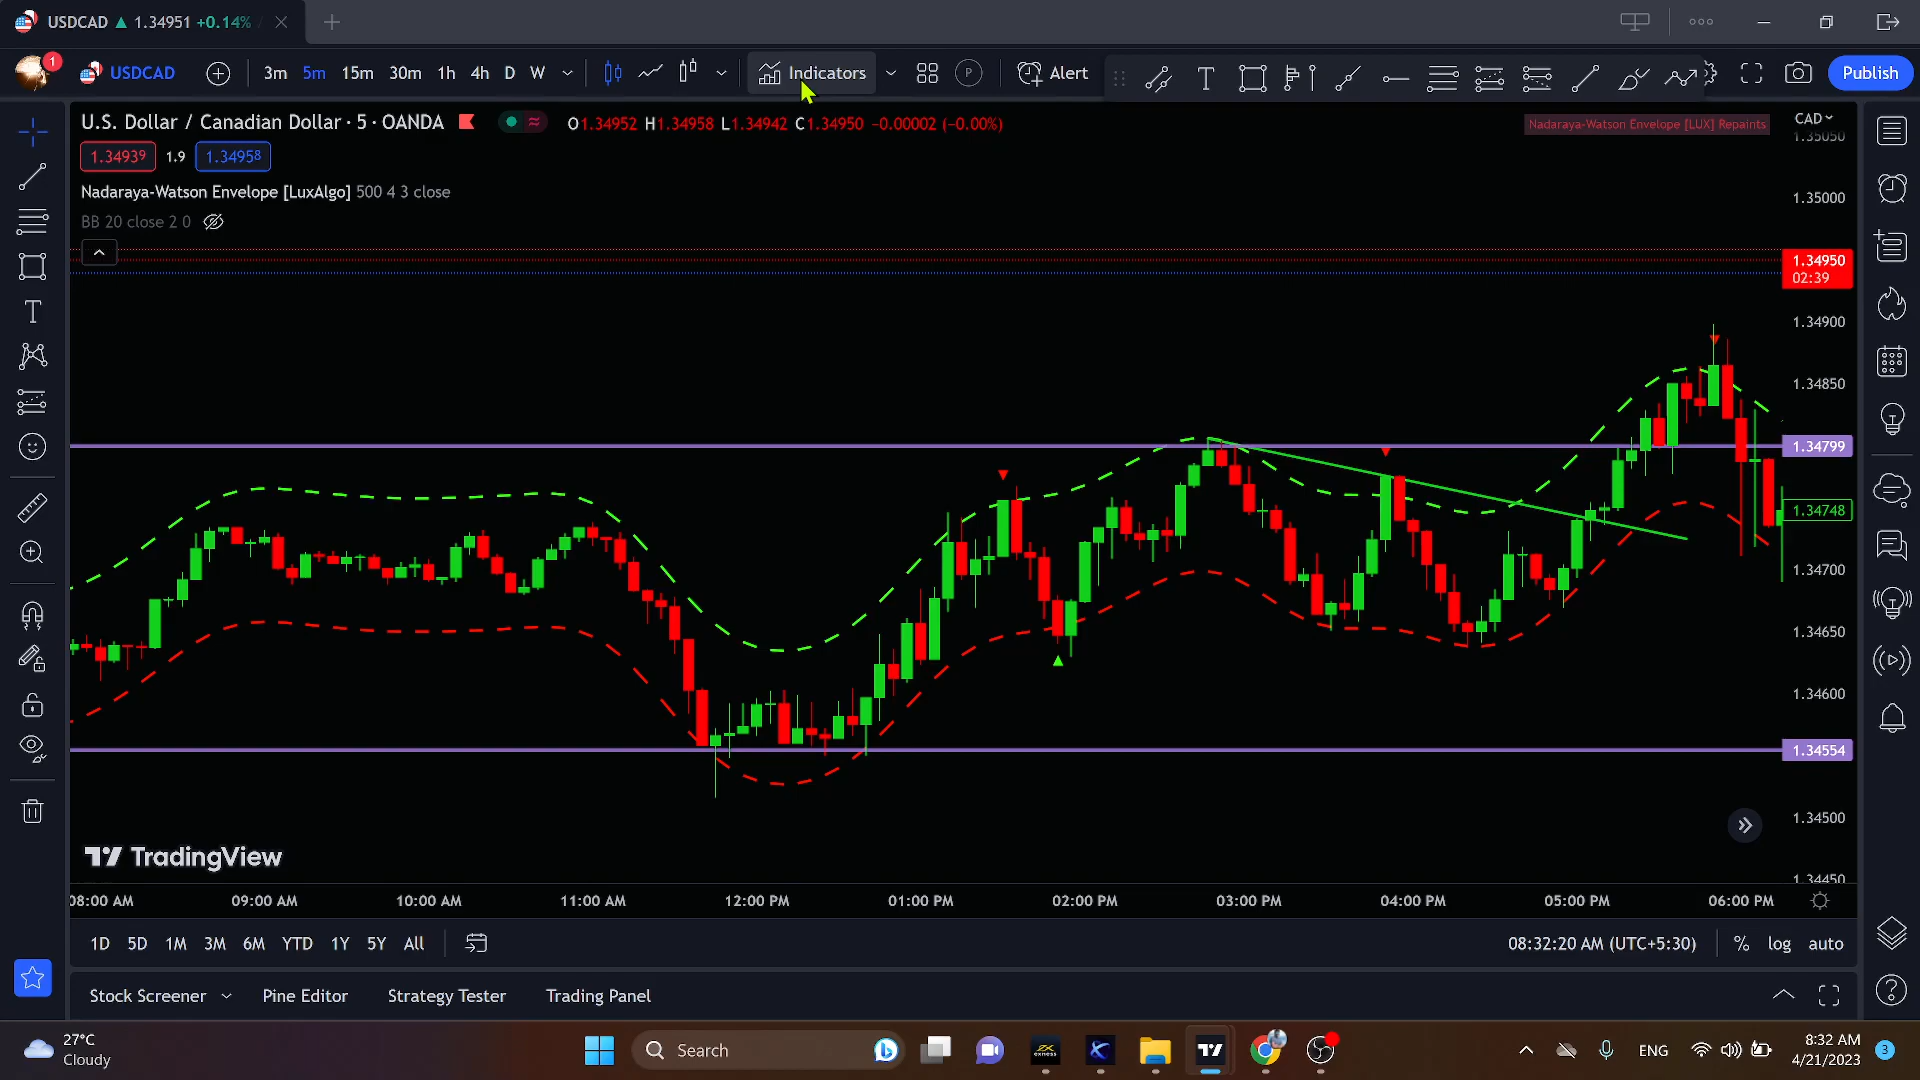 USDCAD ▲ 1.34951 +0.14%
1 USDCAD 3m 5m 15m 30m 1h 4h D W Indicators P Alert T Publish
U.S. Dollar / Canadian Dollar · 5 · OANDA O1.34952 H1.34958 L1.34942 C1.34950 −0.00002 (−0.00%)
Nadaraya-Watson Envelope [LUX] Repaints
CAD
1.34939 1.9 1.34958
Nadaraya-Watson Envelope [LuxAlgo] 500 4 3 close
BB 20 close 2 0
1.35050
1.35000
1.34950
02:39
1.34900
1.34850
1.34799
1.34748
1.34700
1.34650
1.34600
1.34554
1.34500
1.34450
TradingView
08:00 AM 09:00 AM 10:00 AM 11:00 AM 12:00 PM 01:00 PM 02:00 PM 03:00 PM 04:00 PM 05:00 PM 06:00 PM
1D 5D 1M 3M 6M YTD 1Y 5Y All 08:32:20 AM (UTC+5:30) % log auto
Stock Screener Pine Editor Strategy Tester Trading Panel
27°C
Cloudy
Search
exness
ENG
8:32 AM
4/21/2023
3